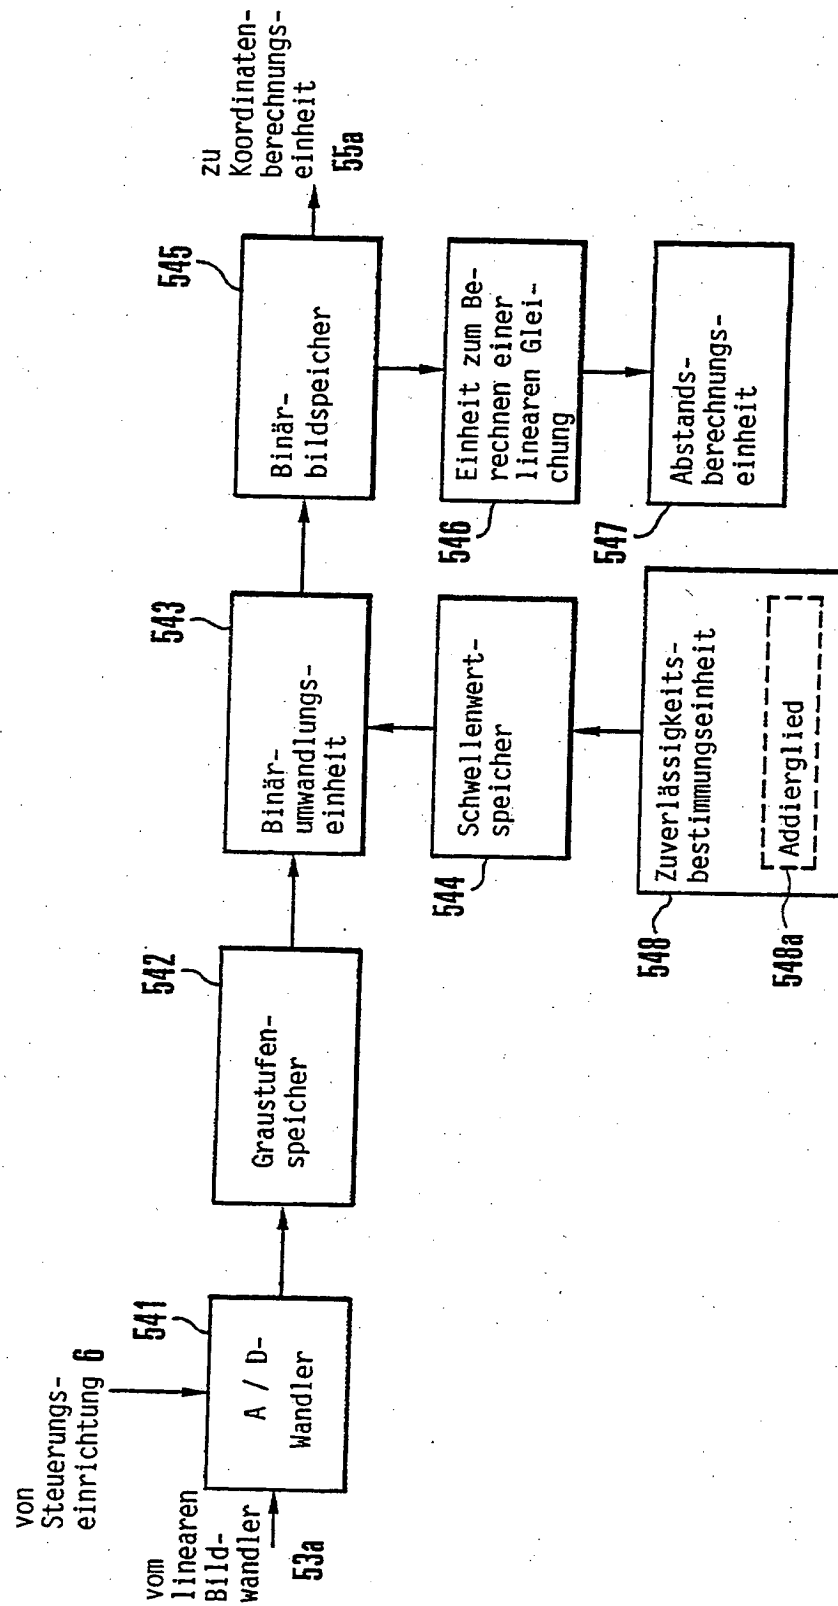 von
Steuerungs-
einrichtung 6
vom
linearen
Bild-
wandler
53a
541
A / D-
Wandler
542
Graustufen-
speicher
543
Binär-
umwandlungs-
einheit
545
Binär-
bildspeicher
zu
Koordinaten-
berechnungs-
einheit
55a
544
Schwellenwert-
speicher
546
Einheit zum Be-
rechnen einer
linearen Glei-
chung
548
Zuverlässigkeits-
bestimmungseinheit
548a
Addierglied
547
Abstands-
berechnungs-
einheit